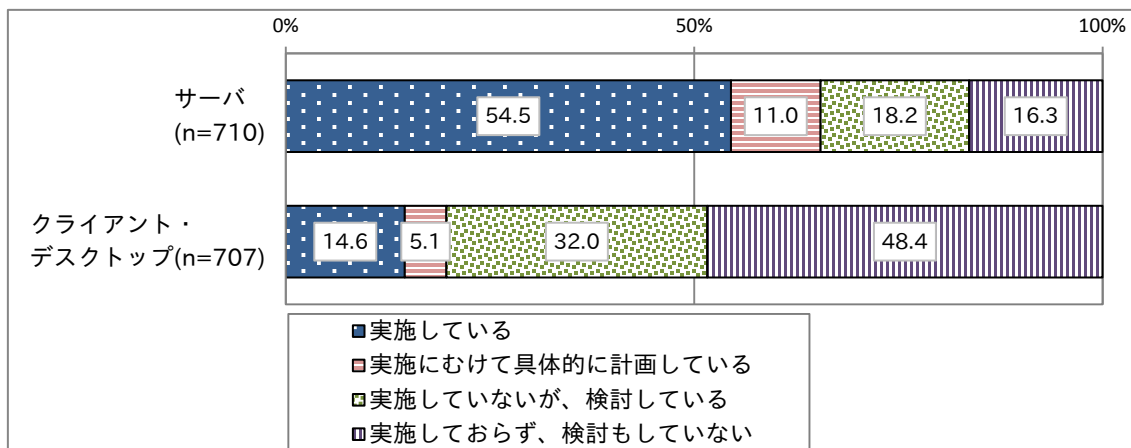 0% 50% 100%
サーバ
(n=710)
54.5 11.0 18.2 16.3
クライアント・
デスクトップ(n=707)
14.6 5.1 32.0 48.4
実施している
実施にむけて具体的に計画している
実施していないが、検討している
実施しておらず、検討もしていない